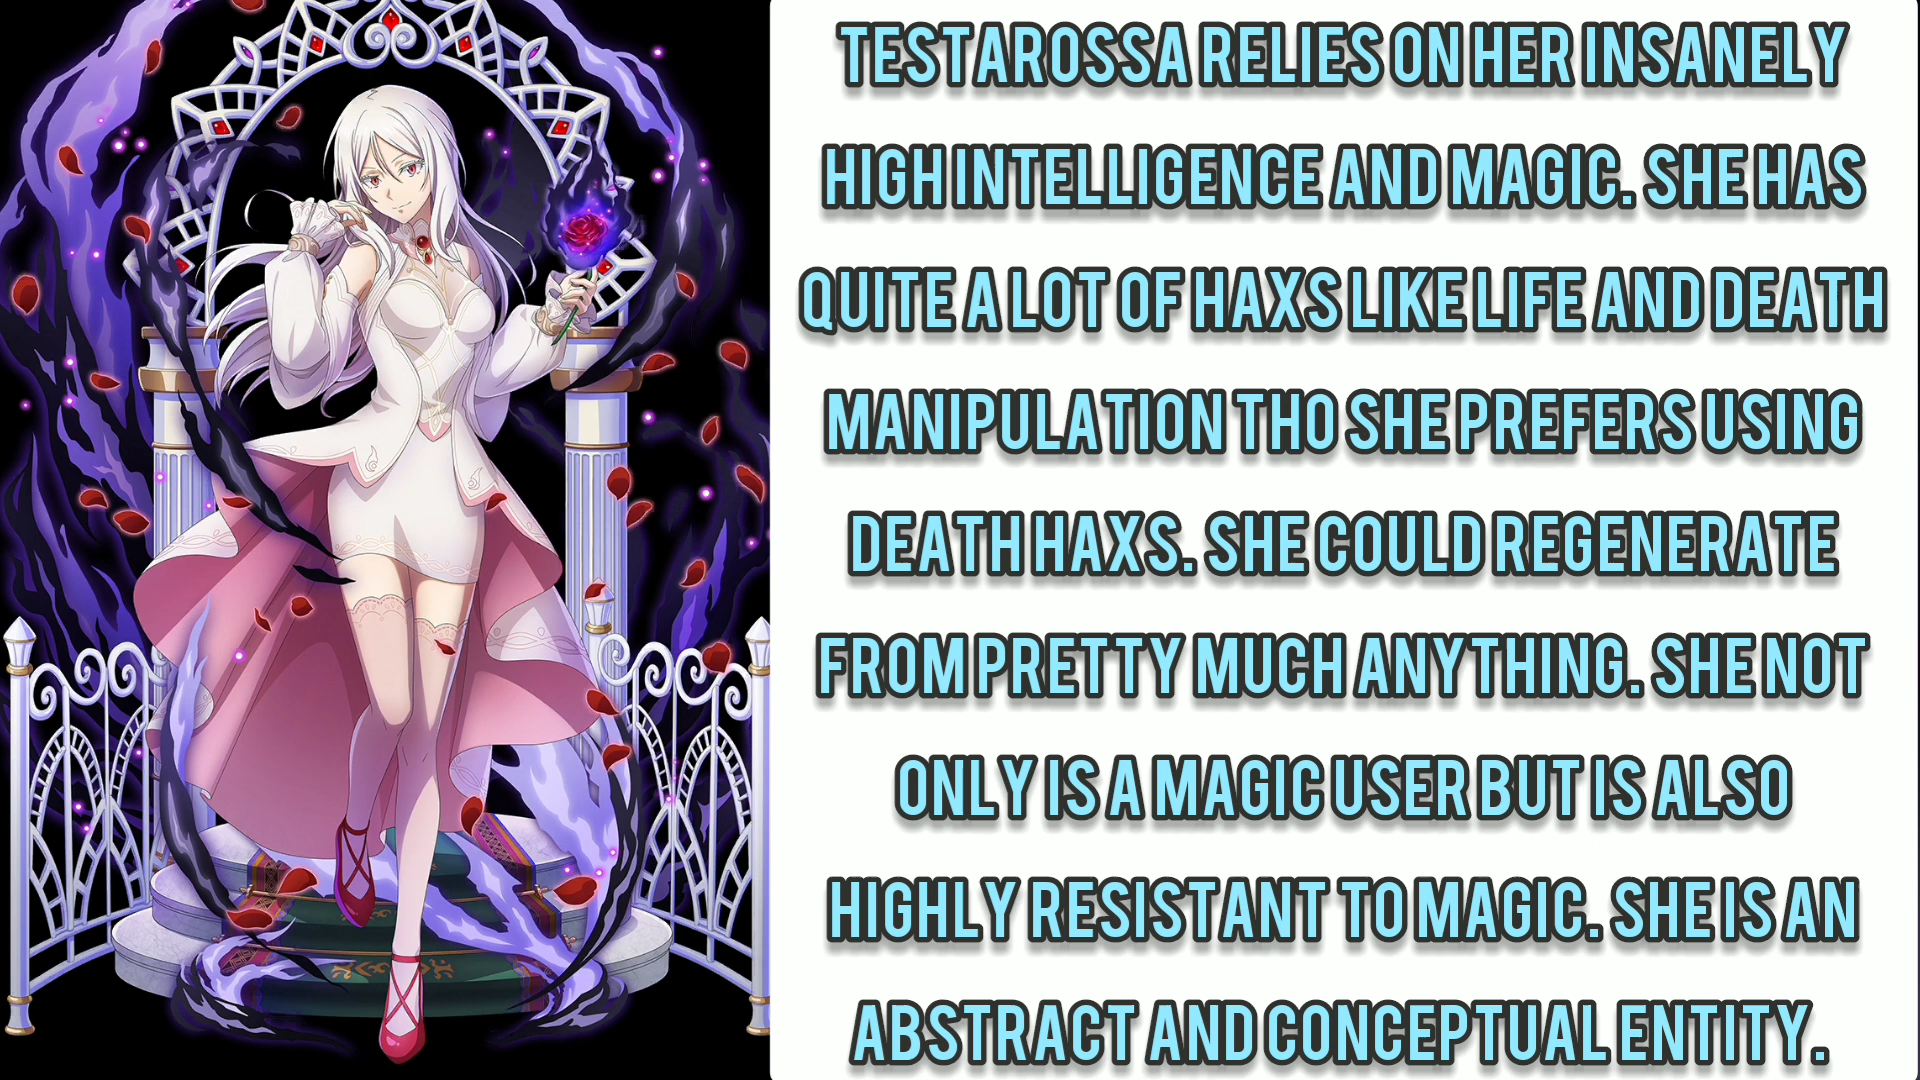 TESTAROSSA RELIES ON HER INSANELY
HIGH INTELLIGENCE AND MAGIC. SHE HAS
QUITE A LOT OF HAXS LIKE LIFE AND DEATH
MANIPULATION THO SHE PREFERS USING
DEATH HAXS. SHE COULD REGENERATE
FROM PRETTY MUCH ANYTHING. SHE NOT
ONLY IS A MAGIC USER BUT IS ALSO
HIGHLY RESISTANT TO MAGIC. SHE IS AN
ABSTRACT AND CONCEPTUAL ENTITY.